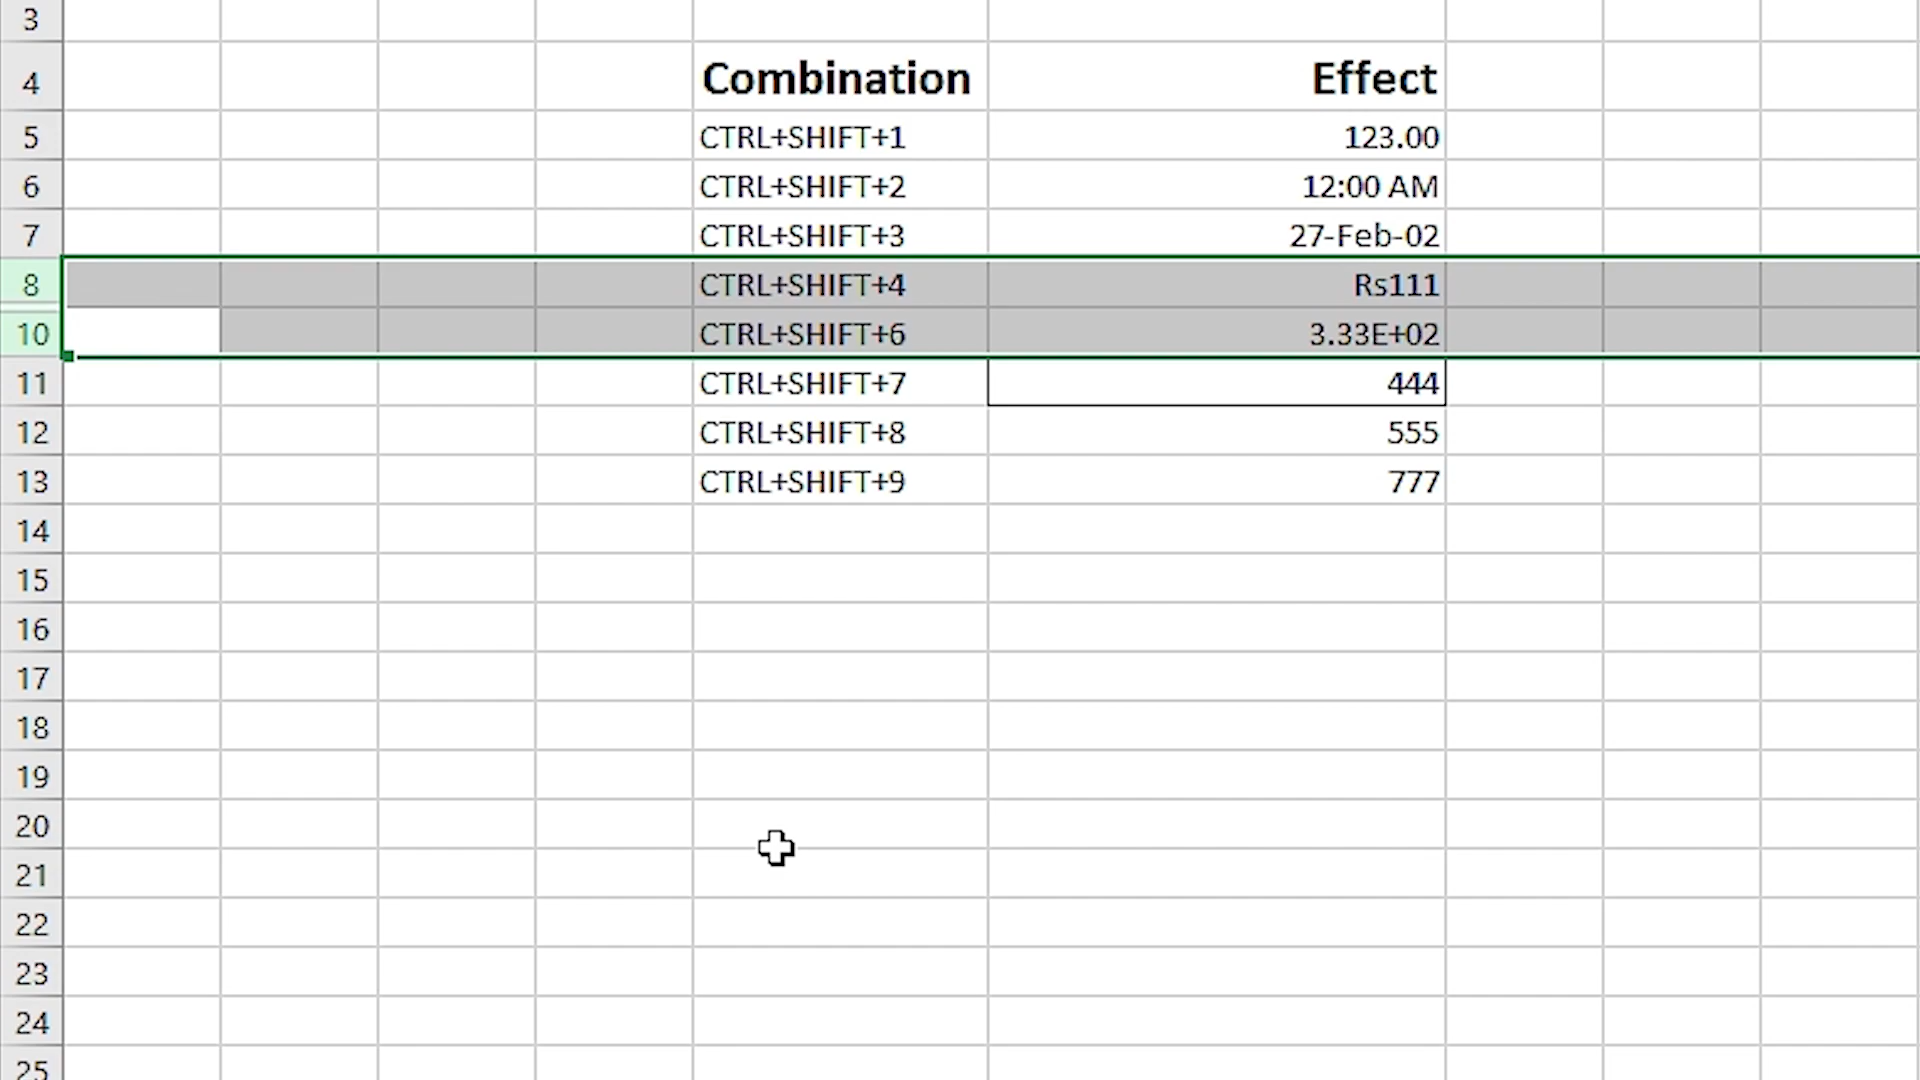 3
4 Combination Effect
5 CTRL+SHIFT+1 123.00
6 CTRL+SHIFT+2 12:00 AM
7 CTRL+SHIFT+3 27-Feb-02
8 CTRL+SHIFT+4 Rs111
10 CTRL+SHIFT+6 3.33E+02
11 CTRL+SHIFT+7 444
12 CTRL+SHIFT+8 555
13 CTRL+SHIFT+9 777
14
15
16
17
18
19
20
21
22
23
24
25